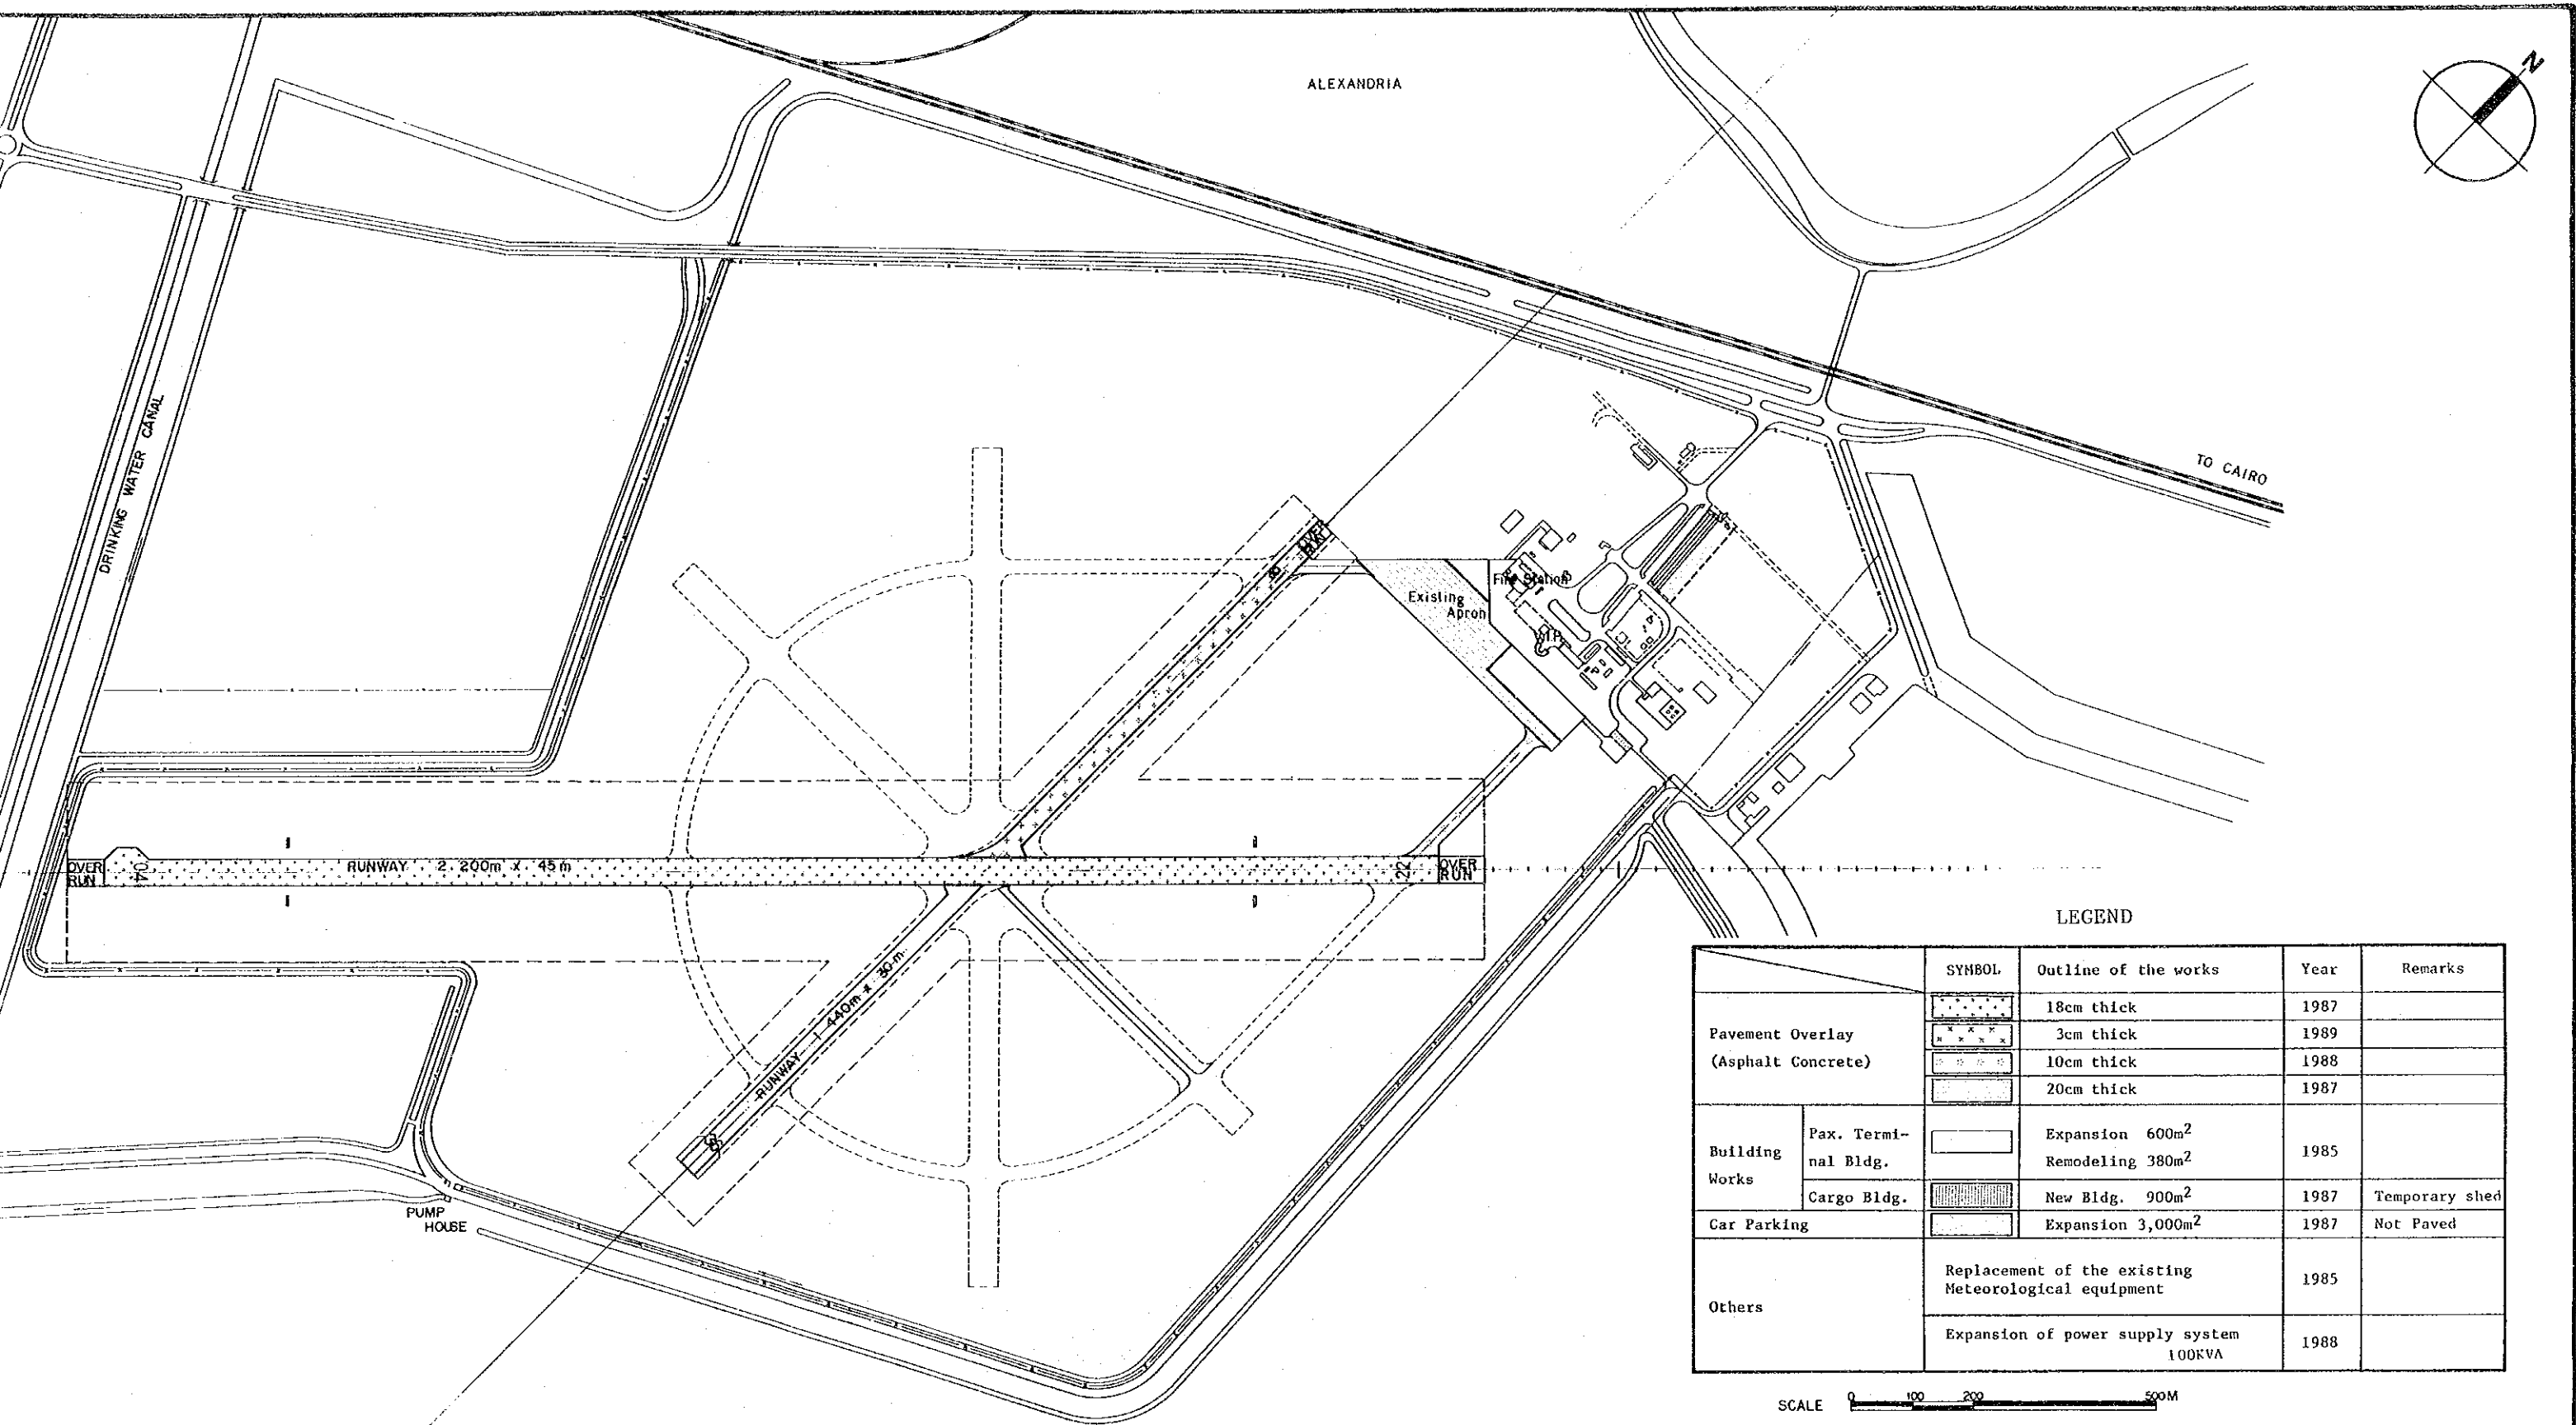 N
ALEXANDRIA
TO CAIRO
DRINKING WATER CANAL
OVER
RUN
18
Fire Station
Existing
Apron
V.I.P.
P
RUNWAY 2,200m x 45m
OVER
RUN
04
22
OVER
RUN
RUNWAY 1,440m x 30m
36
PUMP
HOUSE
LEGEND
SYMBOL Outline of the works Year Remarks
Pavement Overlay
(Asphalt Concrete)
18cm thick 1987
3cm thick 1989
10cm thick 1988
20cm thick 1987
Building
Works
Pax. Termi-
nal Bldg.
Expansion 600m2
Remodeling 380m2
1985
Cargo Bldg. New Bldg. 900m2 1987 Temporary shed
Car Parking Expansion 3,000m2 1987 Not Paved
Others
Replacement of the existing
Meteorological equipment
1985
Expansion of power supply system
100KVA
1988
SCALE 0 100 200 500M